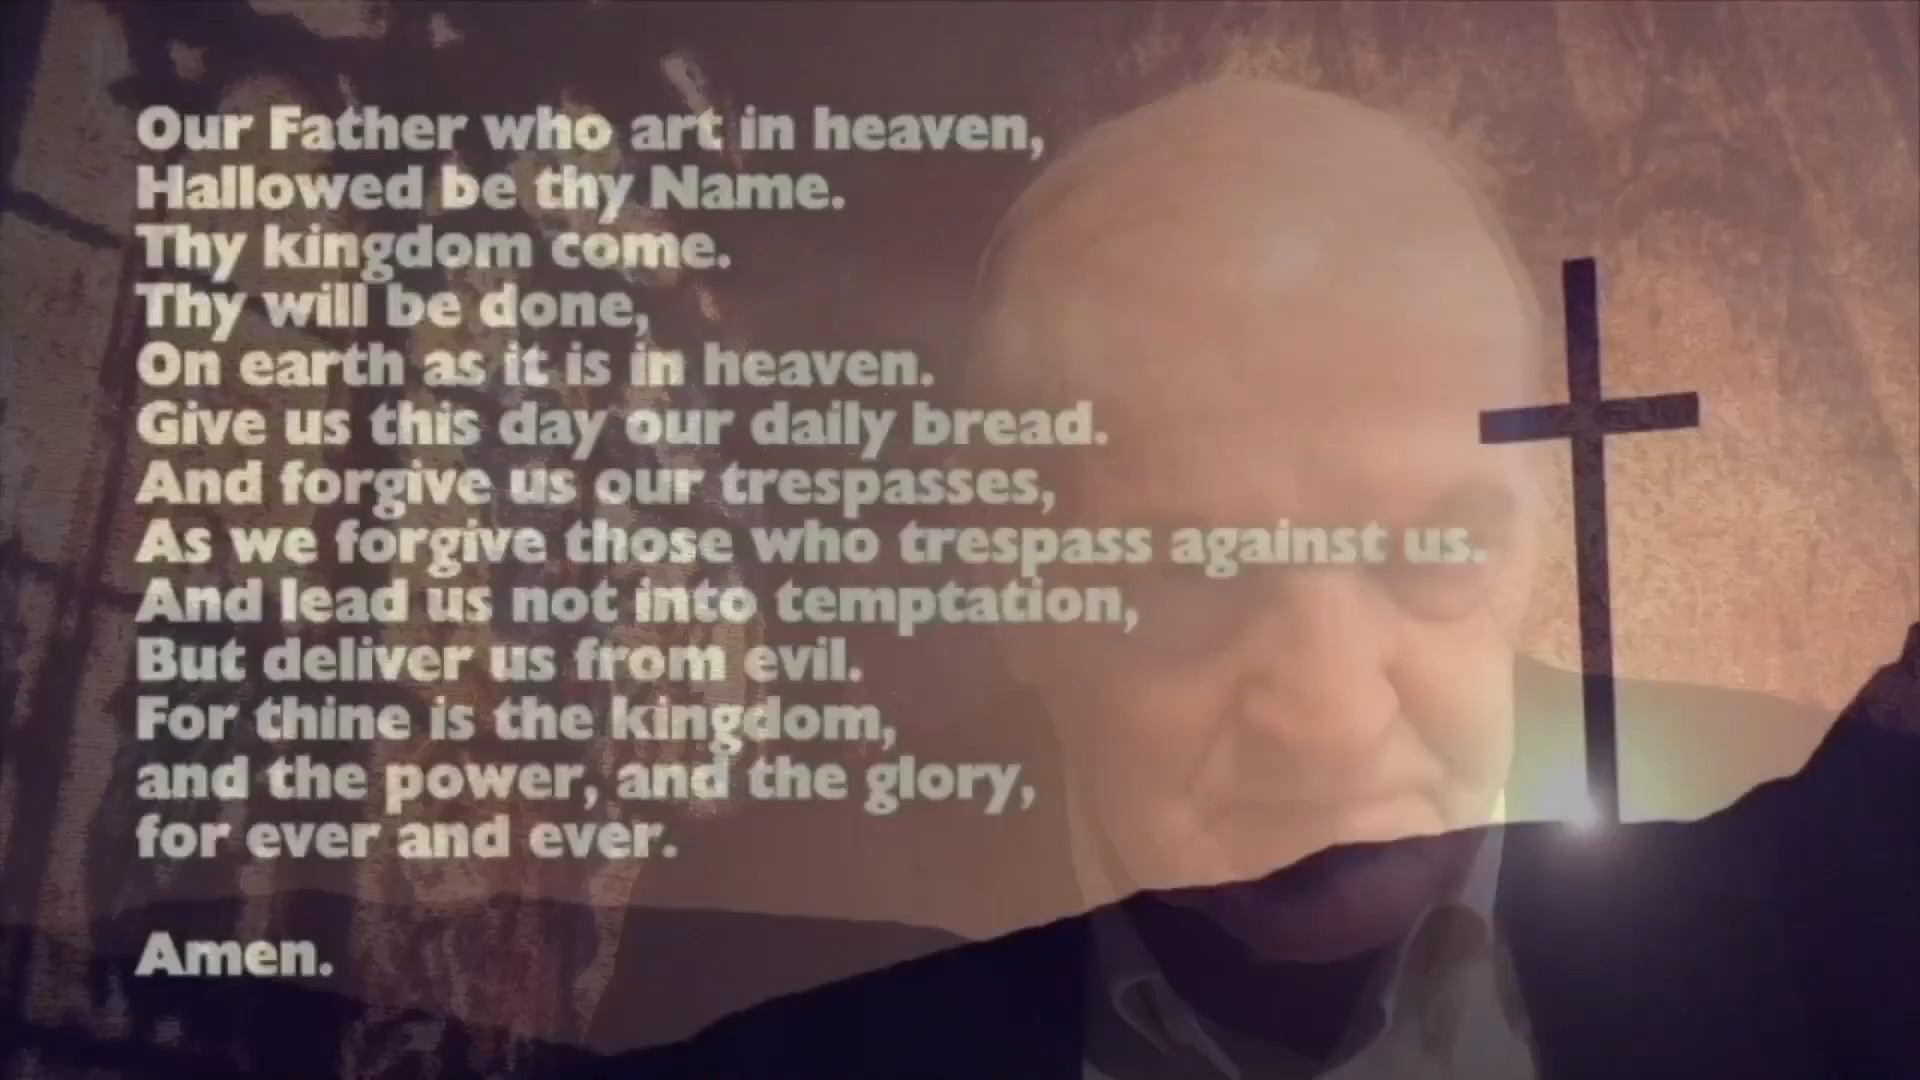 Our Father who art in heaven,
Hallowed be thy Name.
Thy kingdom come.
Thy will be done,
On earth as it is in heaven.
Give us this day our daily bread.
And forgive us our trespasses,
As we forgive those who trespass against us.
And lead us not into temptation,
But deliver us from evil.
For thine is the kingdom,
and the power, and the glory,
for ever and ever.
Amen.